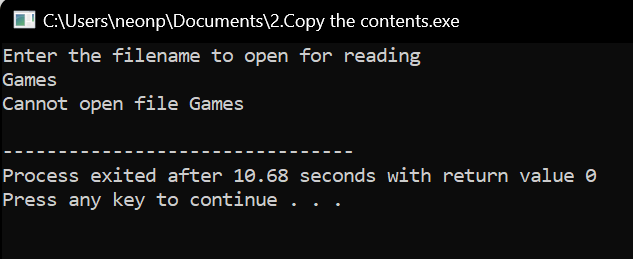 C:\Users\neonp\Documents\2.Copy the contents.exe
Enter the filename to open for reading
Games
Cannot open file Games
--------------------------------
Process exited after 10.68 seconds with return value 0
Press any key to continue . . .